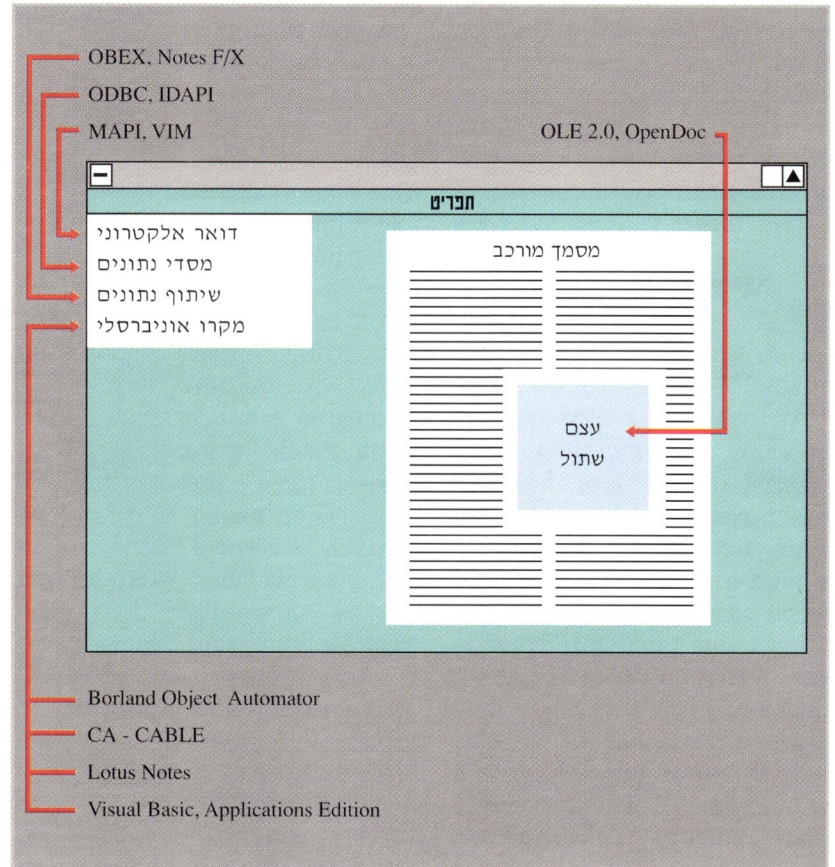 OBEX, Notes F/X
ODBC, IDAPI
MAPI, VIM
OLE 2.0, OpenDoc
תפריט
דואר אלקטרוני
מסדי נתונים
שיתוף נתונים
מקרו אוניברסלי
מסמך מורכב
עצם
שתול
Borland Object Automator
CA - CABLE
Lotus Notes
Visual Basic, Applications Edition